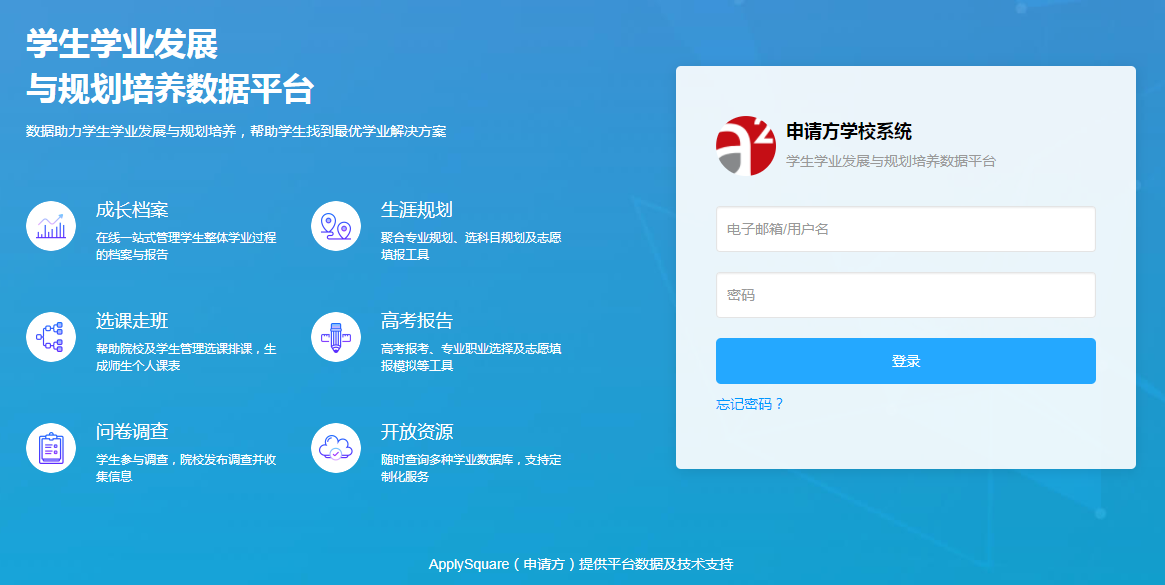 学生学业发展
与规划培养数据平台
数据助力学生学业发展与规划培养，帮助学生找到最优学业解决方案
成长档案
在线一站式管理学生整体学业过程
的档案与报告
生涯规划
聚合专业规划、选科目规划及志愿
填报工具
选课走班
帮助院校及学生管理选课排课，生
成师生个人课表
高考报告
高考报考、专业职业选择及志愿填
报模拟等工具
问卷调查
学生参与调查，院校发布调查并收
集信息
开放资源
随时查询多种学业数据库，支持定
制化服务
a2
申请方学校系统
学生学业发展与规划培养数据平台
电子邮箱/用户名
密码
登录
忘记密码？
ApplySquare（申请方）提供平台数据及技术支持